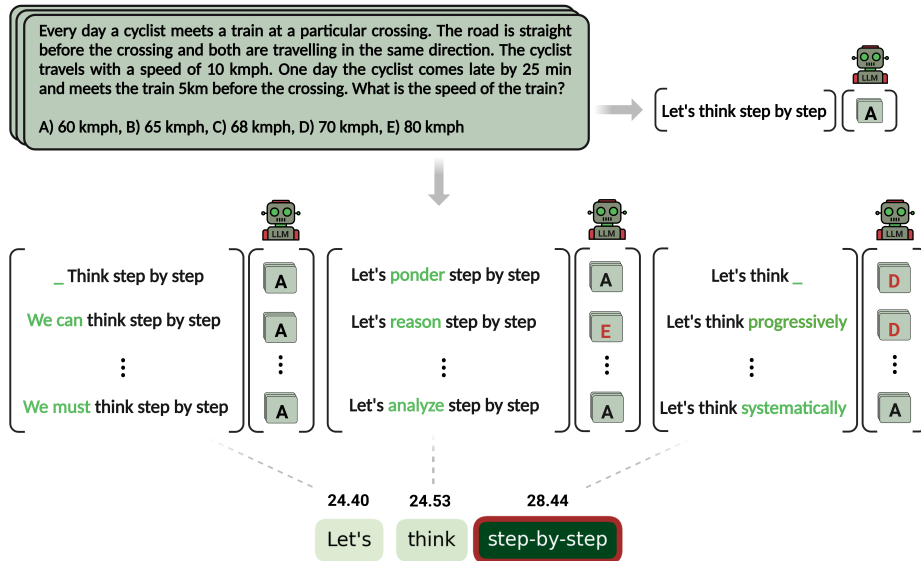 Every day a cyclist meets a train at a particular crossing. The road is straight
before the crossing and both are travelling in the same direction. The cyclist
travels with a speed of 10 kmph. One day the cyclist comes late by 25 min
and meets the train 5km before the crossing. What is the speed of the train?
A) 60 kmph, B) 65 kmph, C) 68 kmph, D) 70 kmph, E) 80 kmph
LLM
Let's think step by step
A
LLM
_ Think step by step
A
We can think step by step
A
We must think step by step
A
LLM
Let's ponder step by step
A
Let's reason step by step
E
Let's analyze step by step
A
LLM
Let's think _
D
Let's think progressively
D
Let's think systematically
A
24.40
24.53
28.44
Let's
think
step-by-step